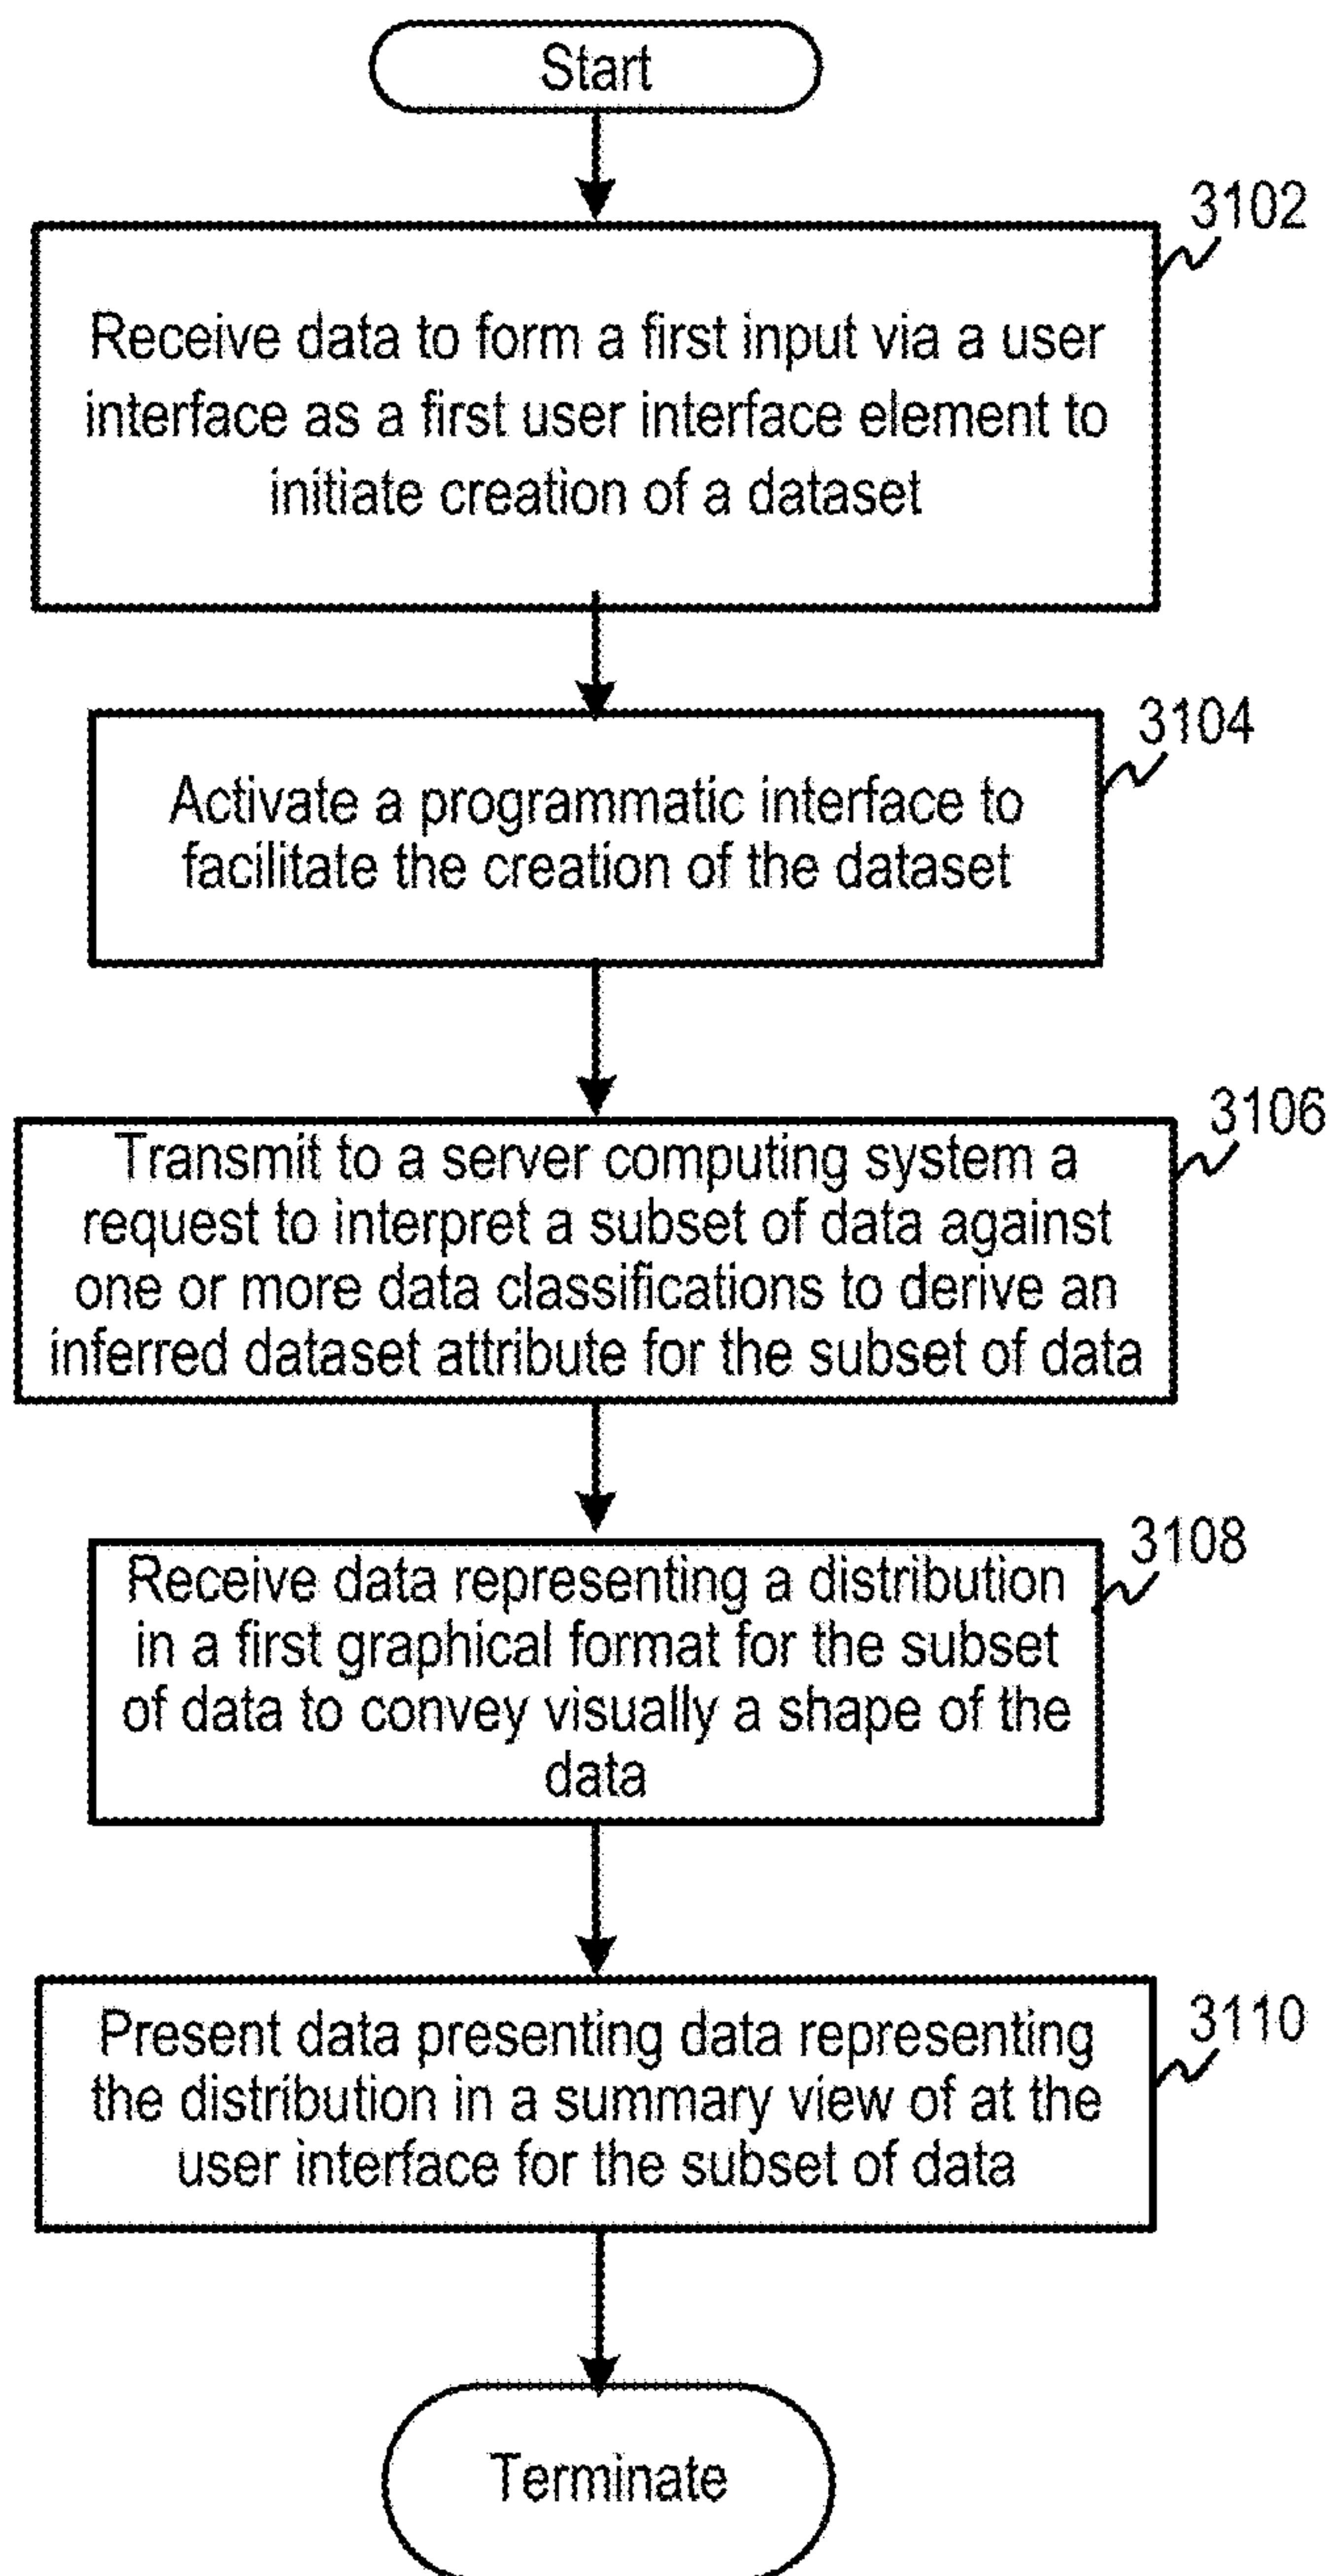 Start
3102
Receive data to form a first input via a user
interface as a first user interface element to
initiate creation of a dataset
3104
Activate a programmatic interface to
facilitate the creation of the dataset
3106
Transmit to a server computing system a
request to interpret a subset of data against
one or more data classifications to derive an
inferred dataset attribute for the subset of data
3108
Receive data representing a distribution
in a first graphical format for the subset
of data to convey visually a shape of the
data
3110
Present data presenting data representing
the distribution in a summary view of at the
user interface for the subset of data
Terminate